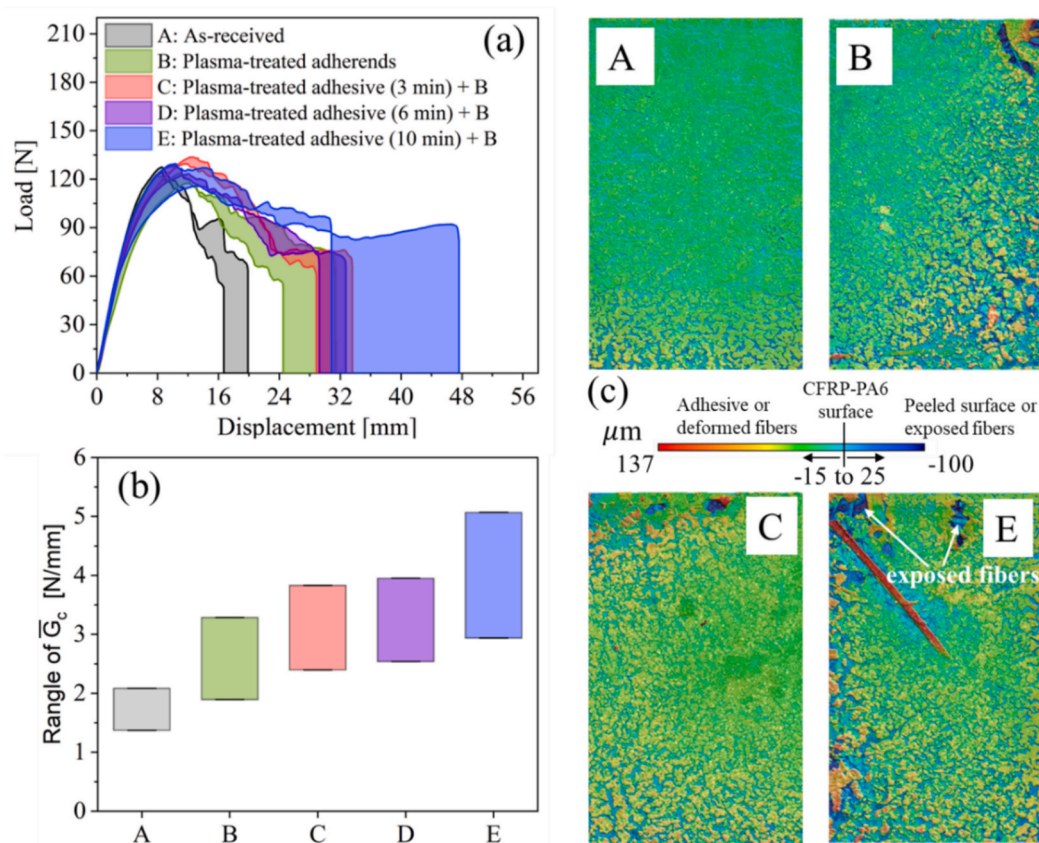 (a)
A: As-received
B: Plasma-treated adherends
C: Plasma-treated adhesive (3 min) + B
D: Plasma-treated adhesive (6 min) + B
E: Plasma-treated adhesive (10 min) + B
Load [N]
210
180
150
120
90
60
30
0
0 8 16 24 32 40 48 56
Displacement [mm]
(b)
Rangle of G̅c [N/mm]
6
5
4
3
2
1
0
A B C D E
A
B
(c)
Adhesive or
deformed fibers
CFRP-PA6
surface
Peeled surface or
exposed fibers
μm
137
-15 to 25
-100
C
E
exposed fibers